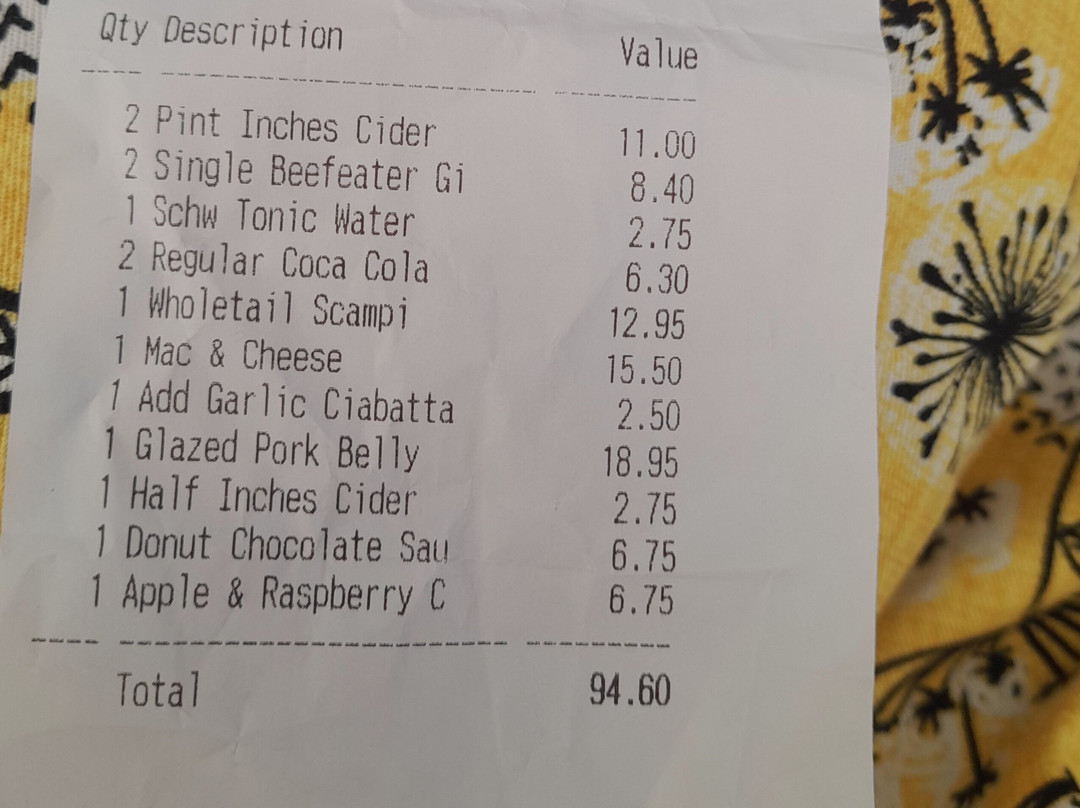 Qty Description Value
2 Pint Inches Cider 11.00
2 Single Beefeater Gi 8.40
1 Schw Tonic Water 2.75
2 Regular Coca Cola 6.30
1 Wholetail Scampi 12.95
1 Mac & Cheese 15.50
1 Add Garlic Ciabatta 2.50
1 Glazed Pork Belly 18.95
1 Half Inches Cider 2.75
1 Donut Chocolate Sau 6.75
1 Apple & Raspberry C 6.75
Total 94.60